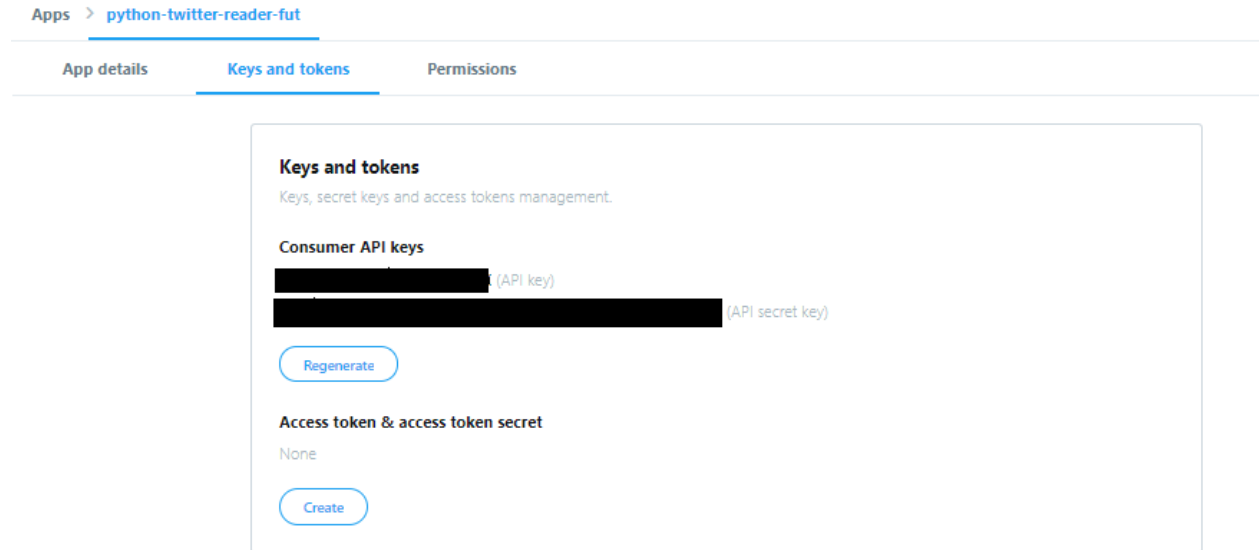 Apps > python-twitter-reader-fut
App details Keys and tokens Permissions
Keys and tokens
Keys, secret keys and access tokens management.
Consumer API keys
(API key)
(API secret key)
Regenerate
Access token & access token secret
None
Create